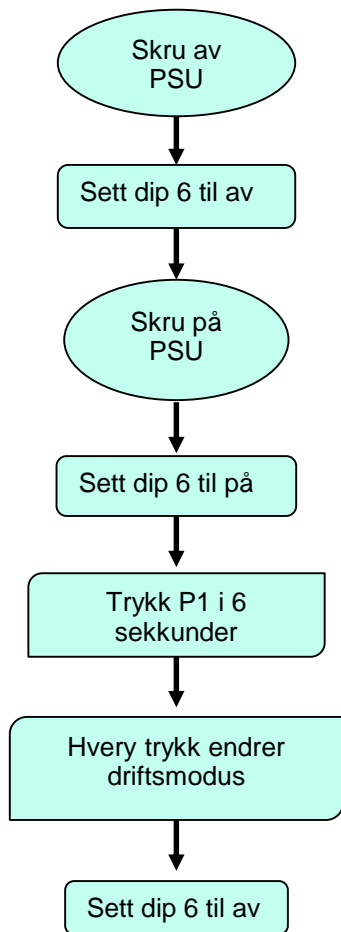 Skru av
PSU
Sett dip 6 til av
Skru på
PSU
Sett dip 6 til på
Trykk P1 i 6
sekkunder
Hvery trykk endrer
driftsmodus
Sett dip 6 til av